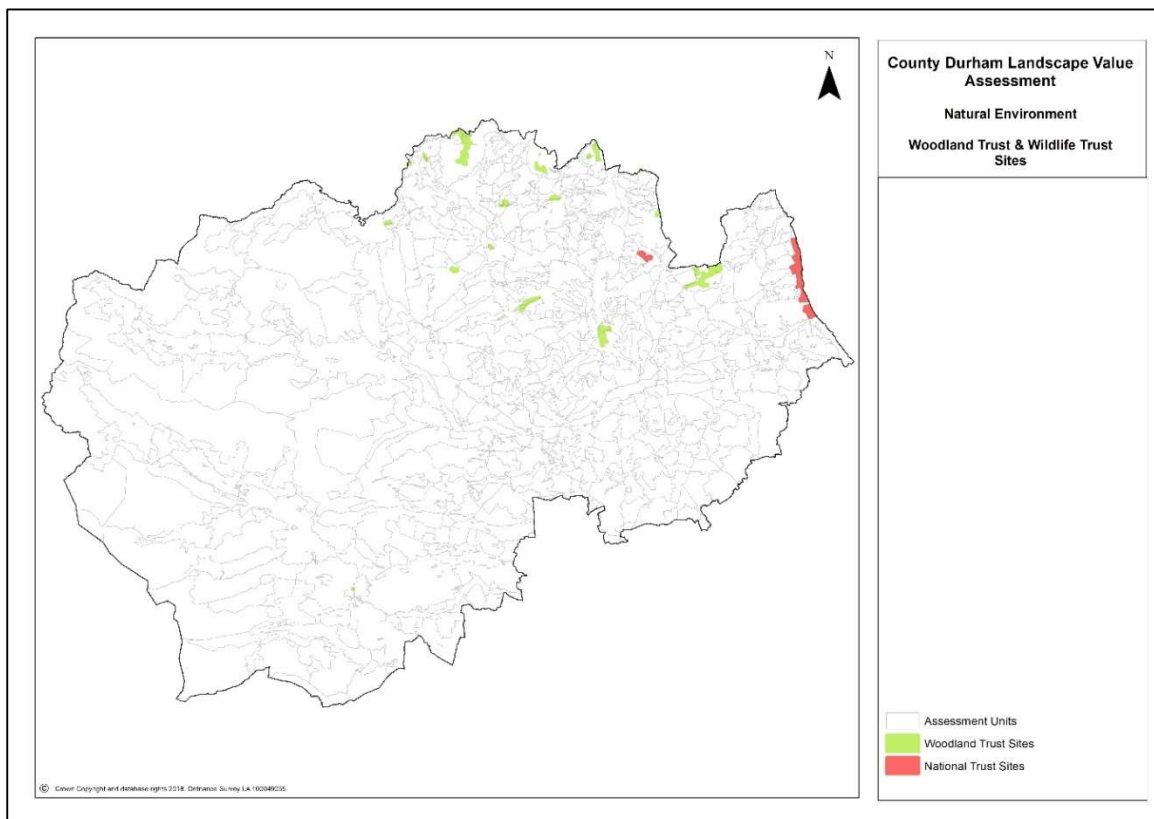 N
County Durham Landscape Value
Assessment
Natural Environment
Woodland Trust & Wildlife Trust
Sites
Assessment Units
Woodland Trust Sites
National Trust Sites
© Crown Copyright and database rights 2018. Ordnance Survey LA 100049055